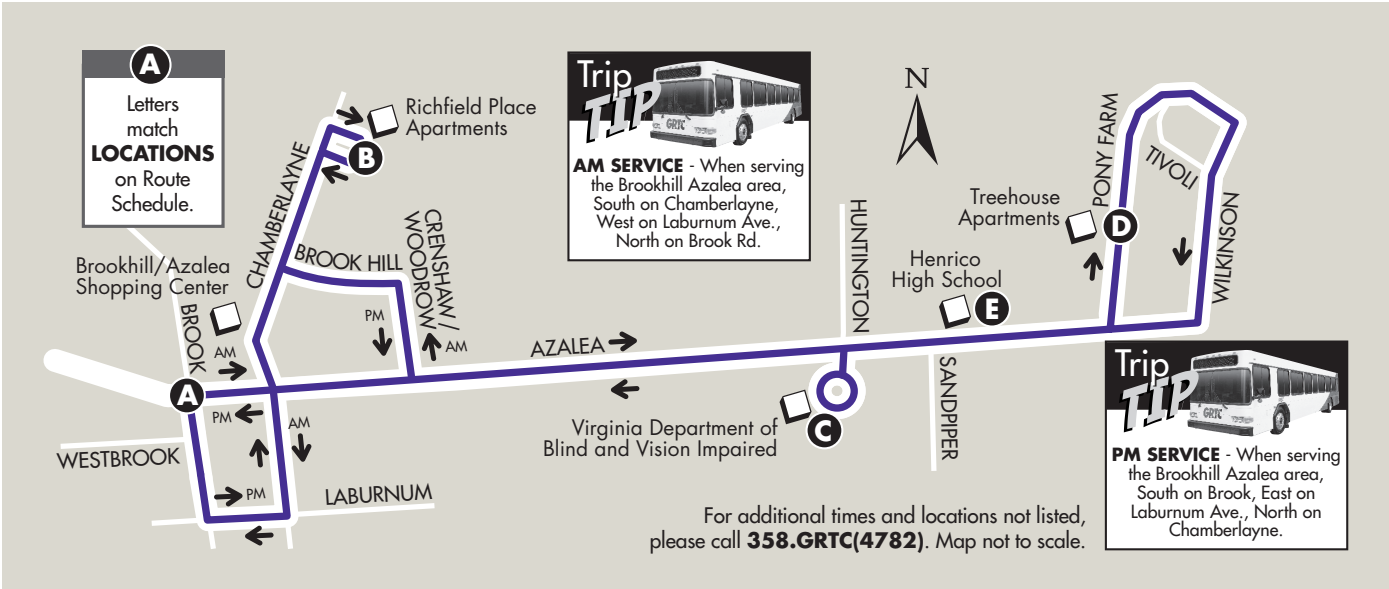 A
Letters
match
LOCATIONS
on Route
Schedule.
Richfield Place
Apartments
B
CHAMBERLAYNE
BROOK HILL
CRENSHAW/
WOODROW
Brookhill/Azalea
Shopping Center
BROOK
AM
PM
AM
A
PM
AM
WESTBROOK
PM
LABURNUM
AZALEA
Trip
TIP
GRTC
AM SERVICE - When serving
the Brookhill Azalea area,
South on Chamberlayne,
West on Laburnum Ave.,
North on Brook Rd.
N
HUNTINGTON
Henrico
High School
E
Treehouse
Apartments
D
PONY FARM
TIVOLI
WILKINSON
SANDPIPER
Virginia Department of
Blind and Vision Impaired
C
Trip
TIP
GRTC
PM SERVICE - When serving
the Brookhill Azalea area,
South on Brook, East on
Laburnum Ave., North on
Chamberlayne.
For additional times and locations not listed,
please call 358.GRTC(4782). Map not to scale.